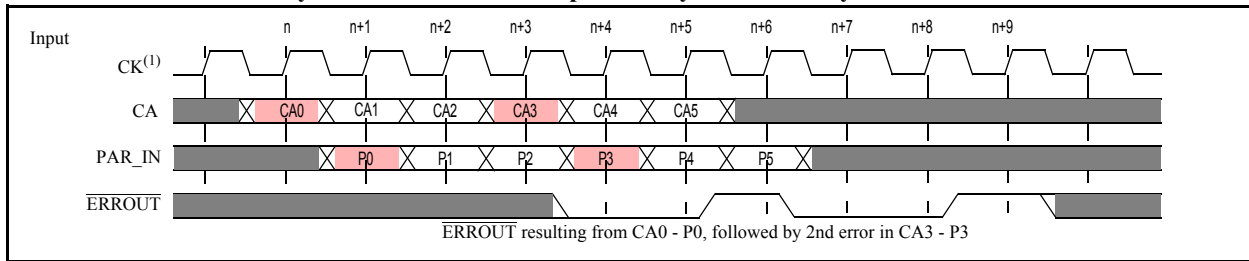 n n+1 n+2 n+3 n+4 n+5 n+6 n+7 n+8 n+9
Input
CK(1)
CA CA0 CA1 CA2 CA3 CA4 CA5
PAR_IN P0 P1 P2 P3 P4 P5
ERROUT
ERROUT resulting from CA0 - P0, followed by 2nd error in CA3 - P3